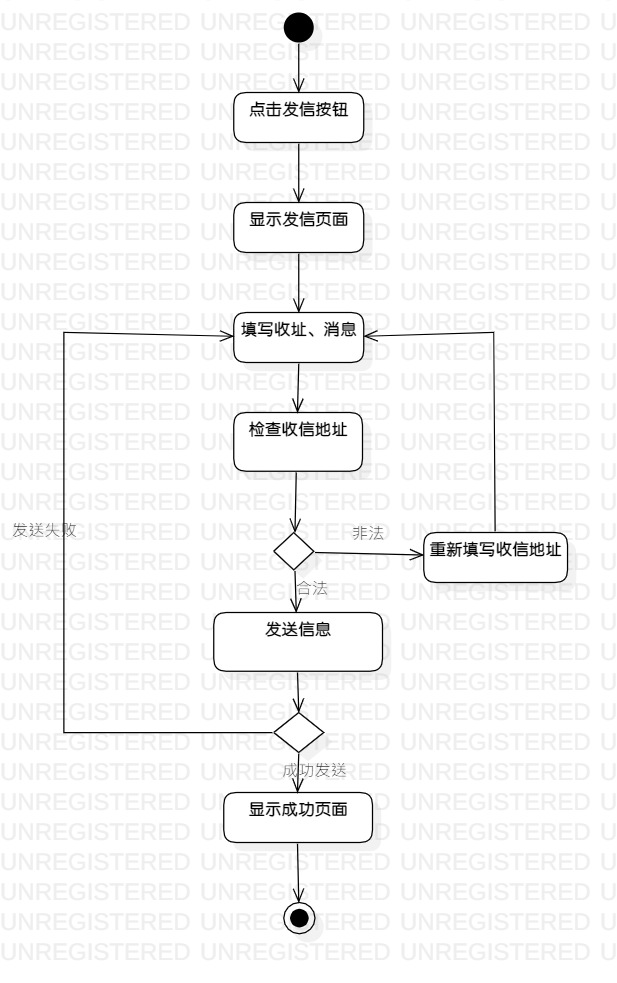 点击发信按钮
显示发信页面
填写收址、消息
检查收信地址
发送失败
非法
重新填写收信地址
合法
发送信息
成功发送
显示成功页面
UNREGISTERED